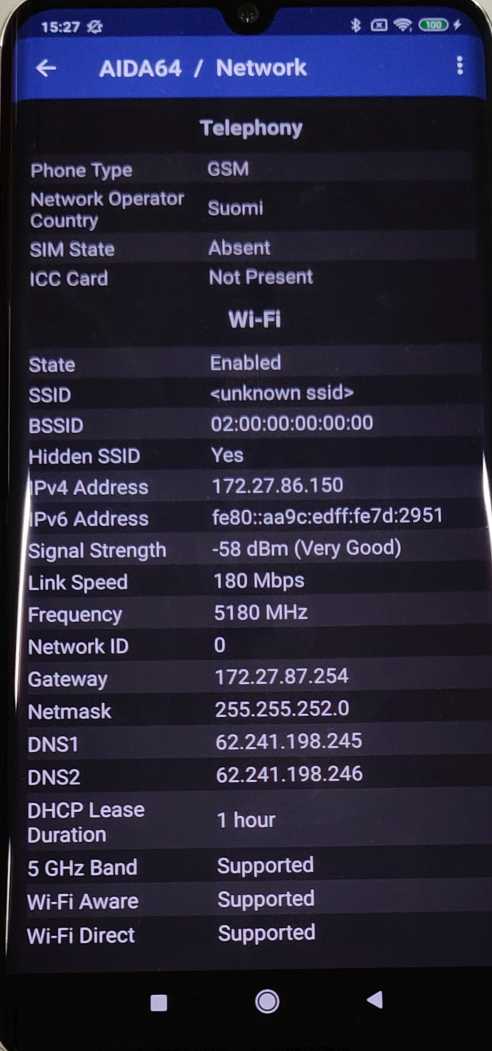 15:27
100
AIDA64 / Network
Telephony
Phone Type GSM
Network Operator
Country Suomi
SIM State Absent
ICC Card Not Present
Wi-Fi
State Enabled
SSID <unknown ssid>
BSSID 02:00:00:00:00:00
Hidden SSID Yes
IPv4 Address 172.27.86.150
IPv6 Address fe80::aa9c:edff:fe7d:2951
Signal Strength -58 dBm (Very Good)
Link Speed 180 Mbps
Frequency 5180 MHz
Network ID 0
Gateway 172.27.87.254
Netmask 255.255.252.0
DNS1 62.241.198.245
DNS2 62.241.198.246
DHCP Lease
Duration 1 hour
5 GHz Band Supported
Wi-Fi Aware Supported
Wi-Fi Direct Supported